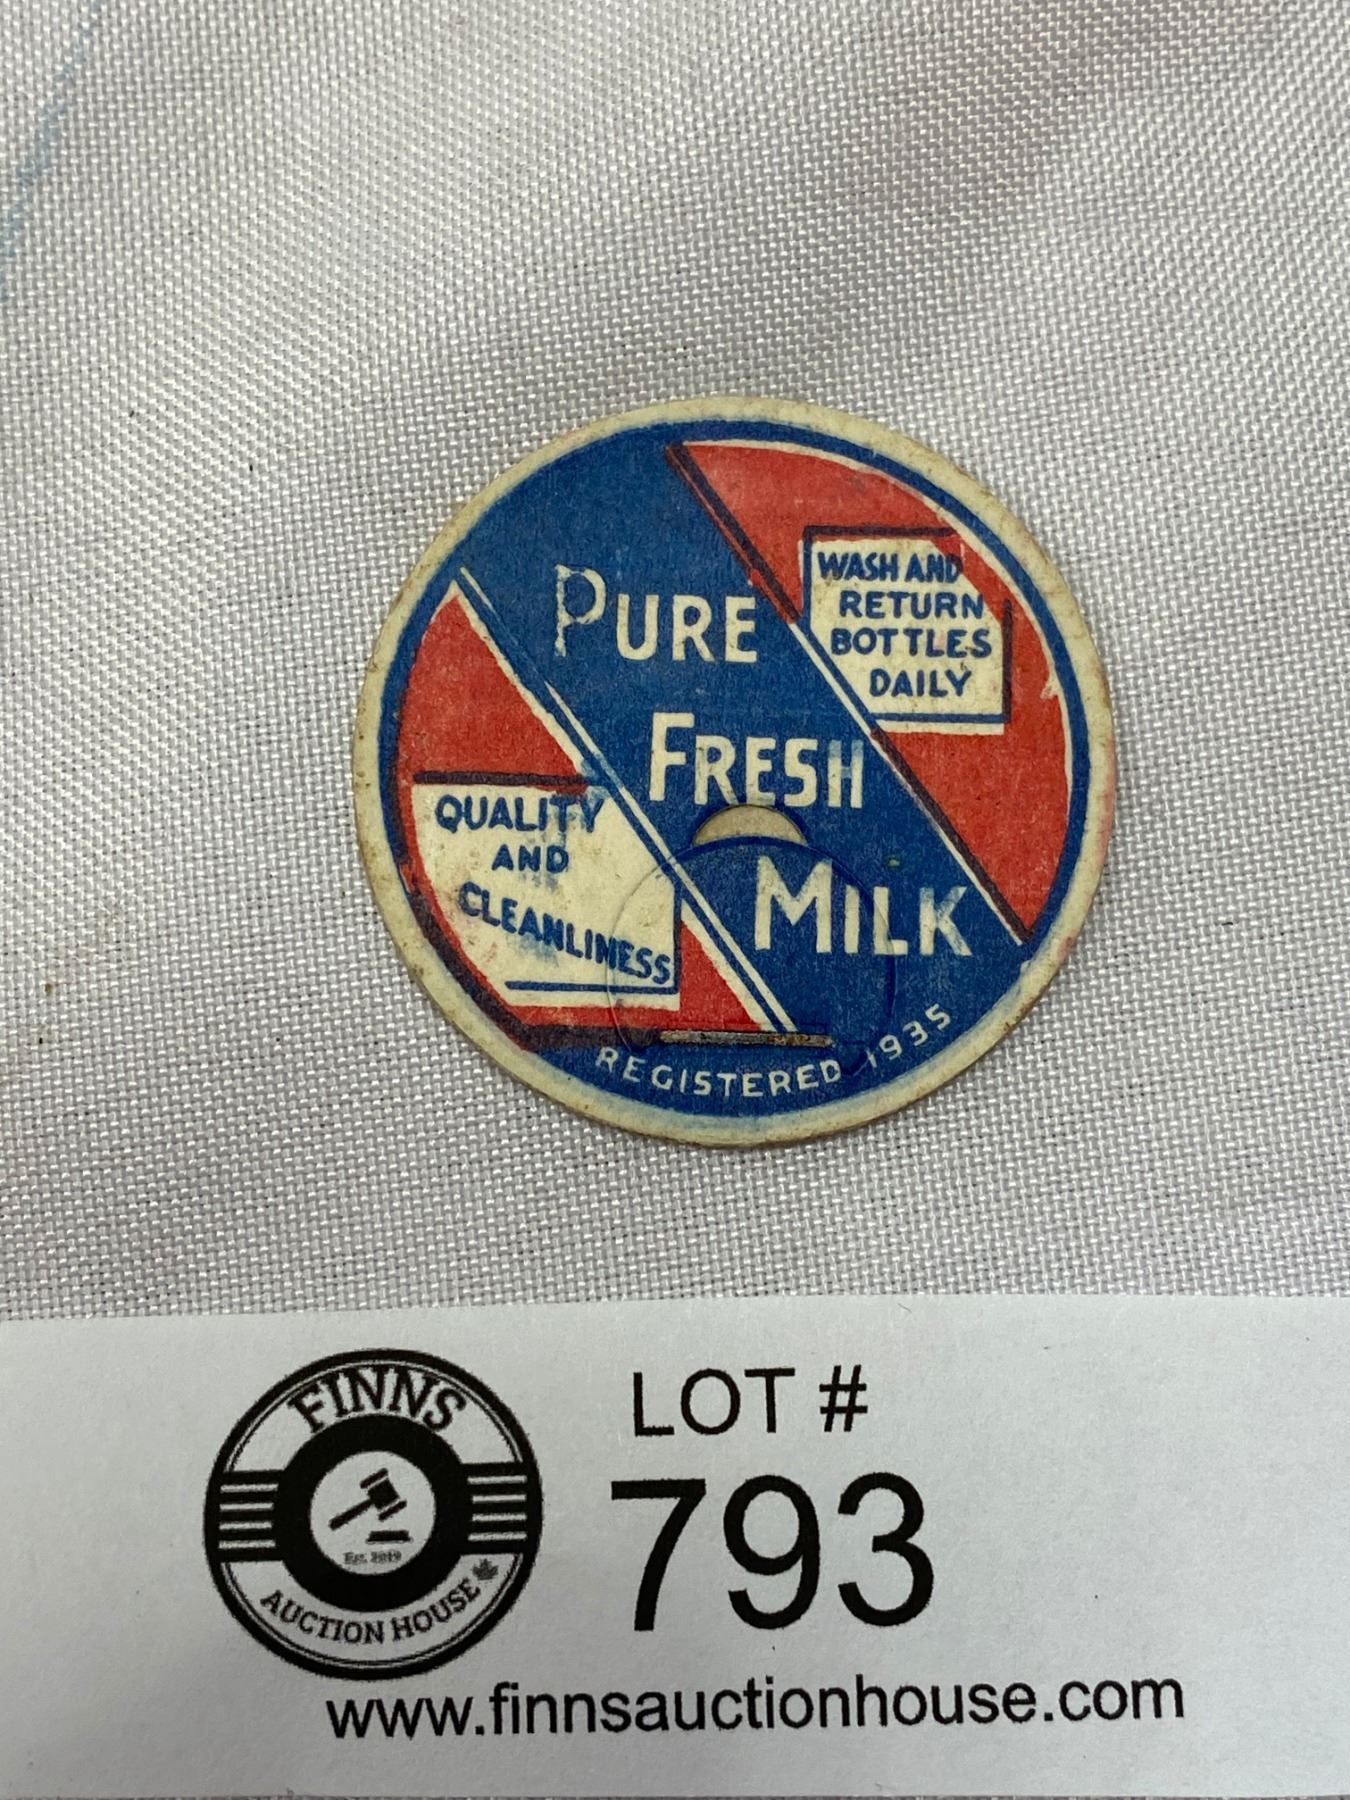 PURE
FRESH
MILK
WASH AND
RETURN
BOTTLES
DAILY
QUALITY
AND
CLEANLINESS
REGISTERED 1935
FINNS
EST. 2019
AUCTION HOUSE
LOT #
793
www.finnsauctionhouse.com